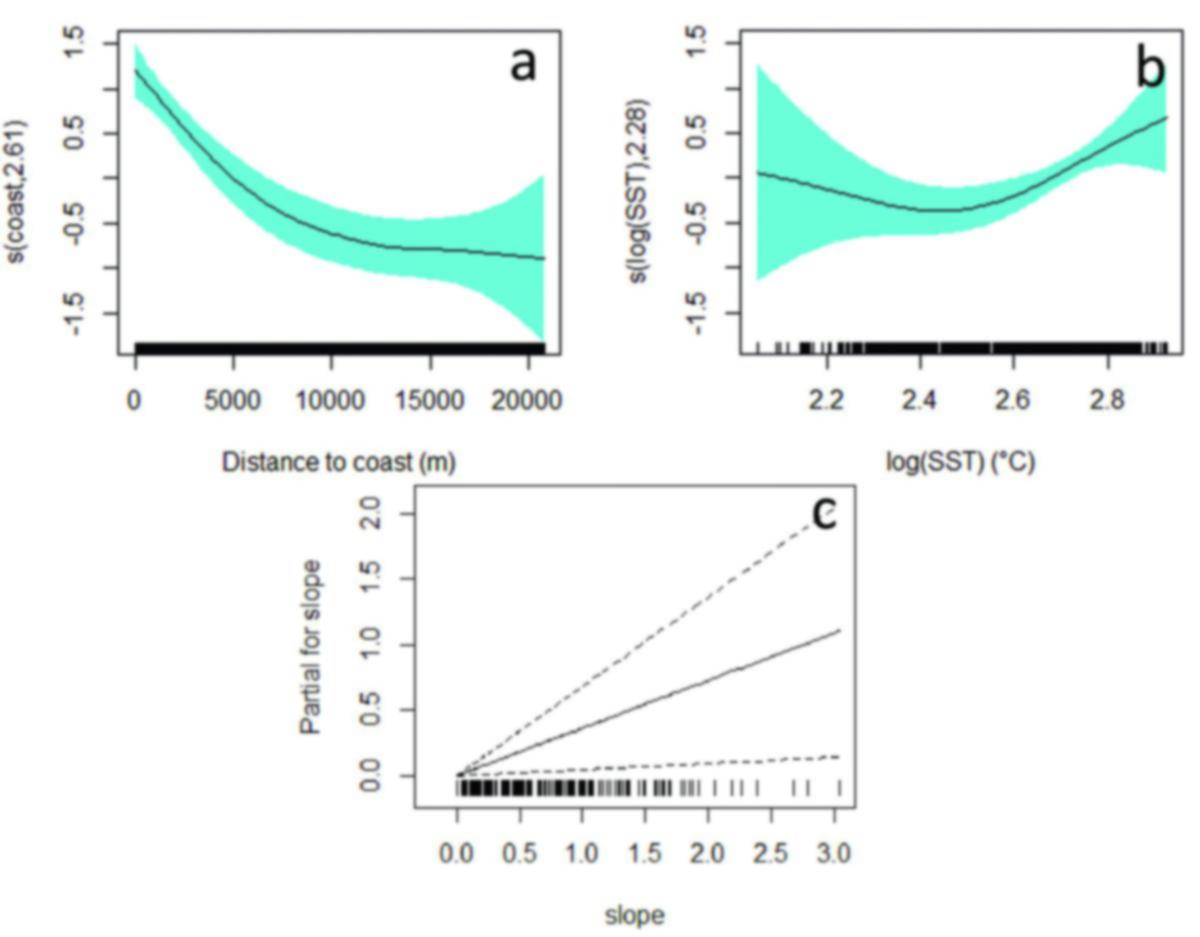 a
s(coast,2.61)
1.5
0.5
-0.5
-1.5
0 5000 10000 15000 20000
Distance to coast (m)
b
s(log(SST),2.28)
1.5
0.5
-0.5
-1.5
2.2 2.4 2.6 2.8
log(SST) (°C)
c
Partial for slope
2.0
1.5
1.0
0.5
0.0
0.0 0.5 1.0 1.5 2.0 2.5 3.0
slope